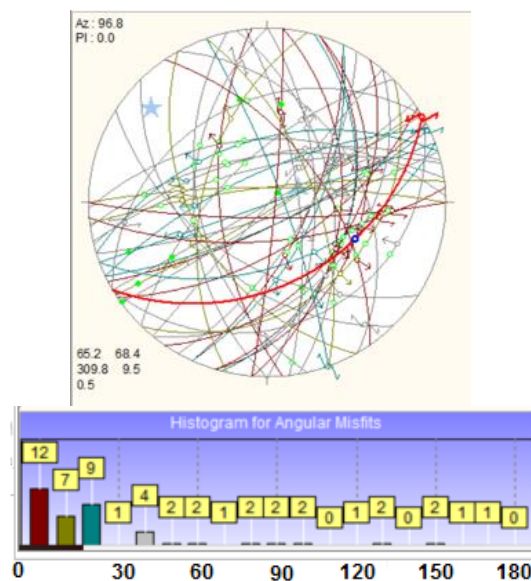 Az : 96.8
Pl : 0.0
65.2 68.4
309.8 9.5
0.5
Histogram for Angular Misfits
12 7 9 1 4 2 2 1 2 2 2 0 1 2 0 2 1 1 0
0 30 60 90 120 150 180